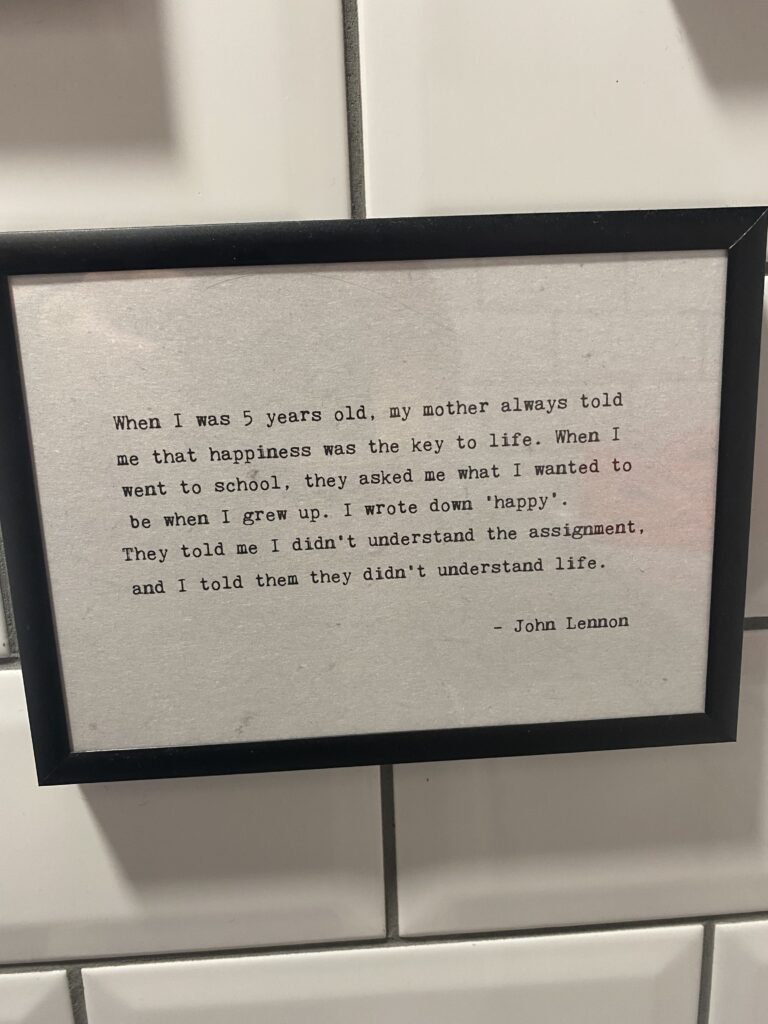 When I was 5 years old, my mother always told
me that happiness was the key to life. When I
went to school, they asked me what I wanted to
be when I grew up. I wrote down 'happy'.
They told me I didn't understand the assignment,
and I told them they didn't understand life.
- John Lennon